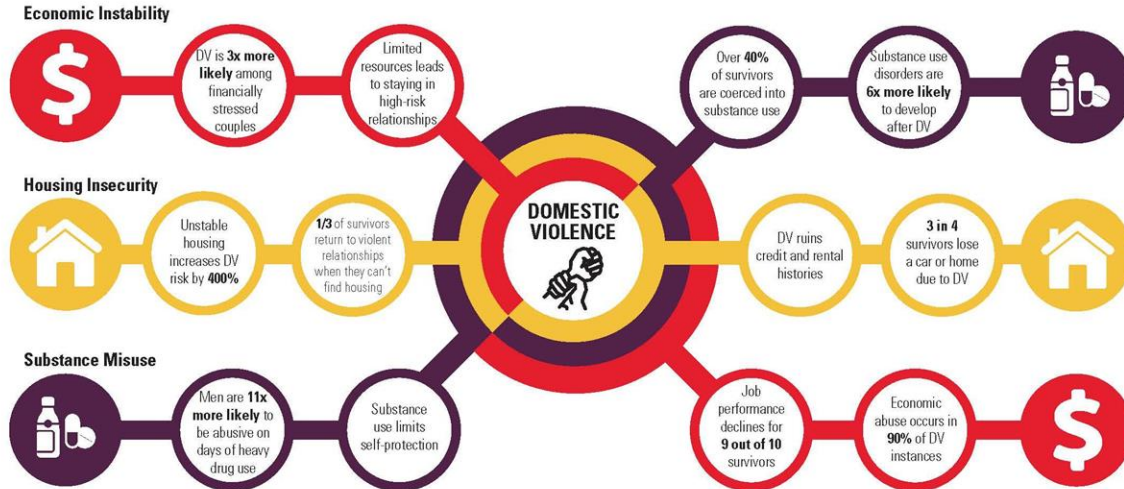 Economic Instability
$
DV is 3x more
likely among
financially
stressed
couples
Limited
resources leads
to staying in
high-risk
relationships
Over 40%
of survivors
are coerced into
substance use
Substance use
disorders are
6x more likely
to develop
after DV
Housing Insecurity
Unstable
housing
increases DV
risk by 400%
1/3 of survivors
return to violent
relationships
when they can't
find housing
DOMESTIC
VIOLENCE
DV ruins
credit and rental
histories
3 in 4
survivors lose
a car or home
due to DV
Substance Misuse
Men are 11x
more likely to
be abusive on
days of heavy
drug use
Substance
use limits
self-protection
Job
performance
declines for
9 out of 10
survivors
Economic
abuse occurs in
90% of DV
instances
$